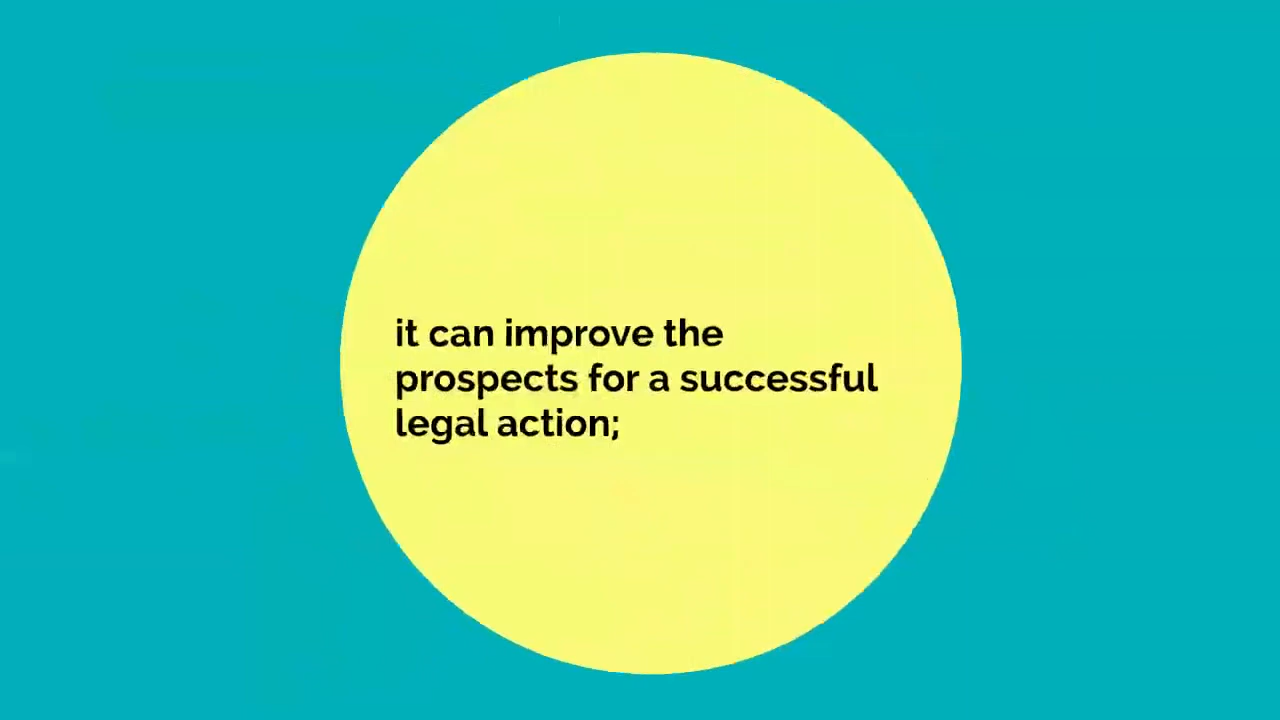 it can improve the
prospects for a successful
legal action;